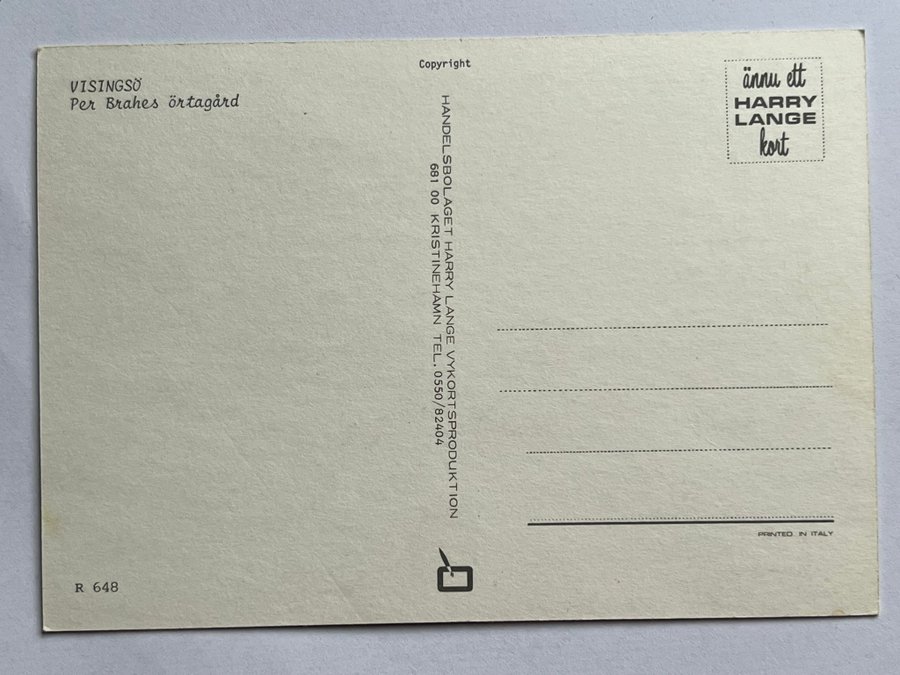 VISINGSÖ
Per Brahes örtagård
Copyright
HANDELSBOLAGET HARRY LANGE VYKORTSPRODUKTION
681 00 KRISTINEHAMN TEL. 0550/82404
ännu ett
HARRY
LANGE
kort
PRINTED IN ITALY
R 648